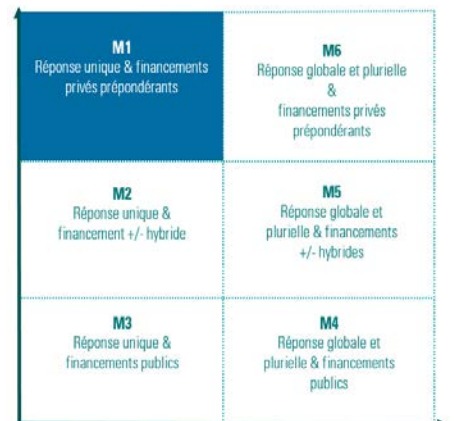 M1
Réponse unique & financements
privés prépondérants
M6
Réponse globale et plurielle
&
financements privés
prépondérants
M2
Réponse unique &
financement +/- hybride
M5
Réponse globale et
plurielle & financements
+/- hybrides
M3
Réponse unique &
financements publics
M4
Réponse globale et
plurielle & financements
publics